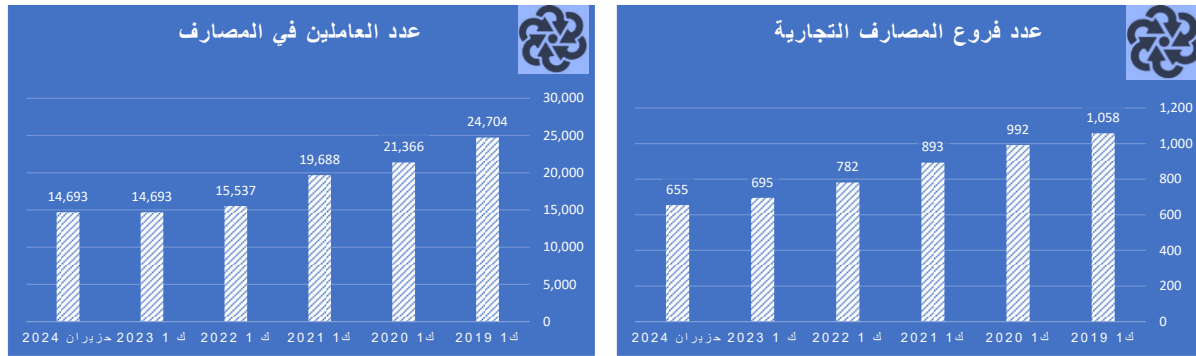 عدد فروع المصارف التجارية
1,200
1,000
800
600
400
200
0
1,058
992
893
782
695
655
ك1 2019
ك1 2020
ك1 2021
ك 1 2022
ك 1 2023
حزيران 2024
عدد العاملين في المصارف
30,000
25,000
20,000
15,000
10,000
5,000
0
24,704
21,366
19,688
15,537
14,693
14,693
ك1 2019
ك1 2020
ك1 2021
ك 1 2022
ك 1 2023
حزيران 2024